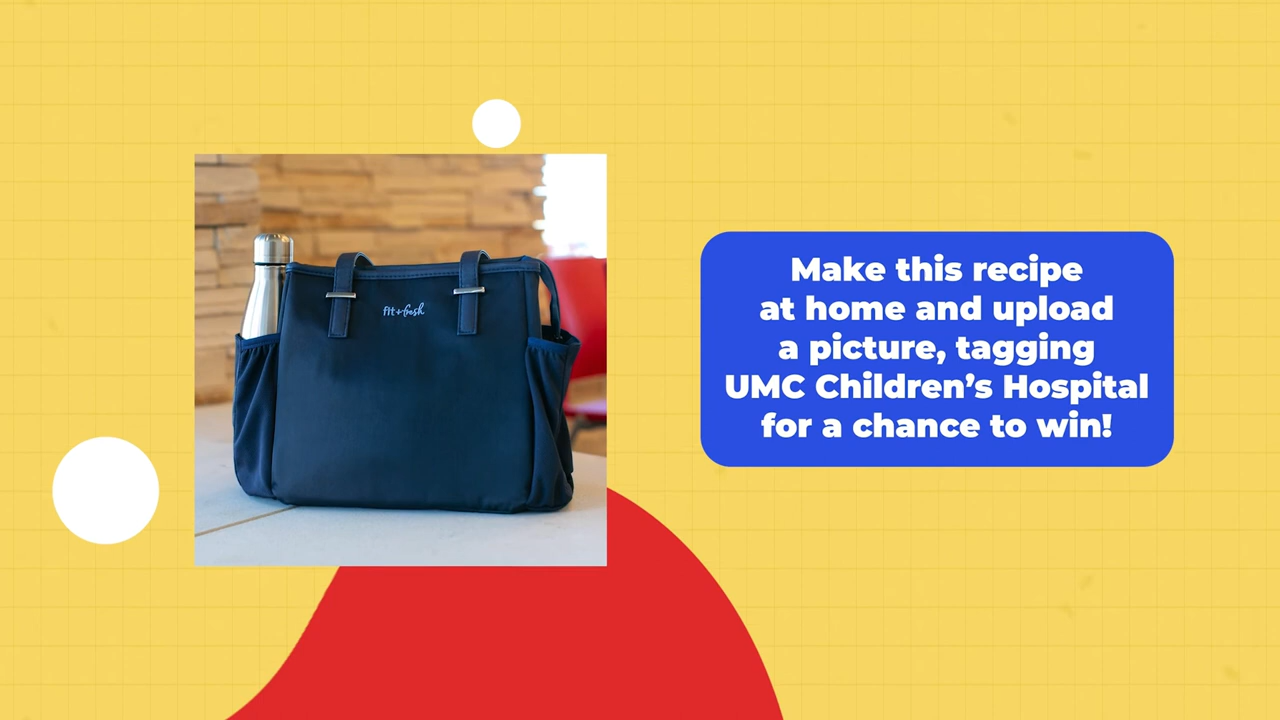 fit+fresh
Make this recipe
at home and upload
a picture, tagging
UMC Children’s Hospital
for a chance to win!